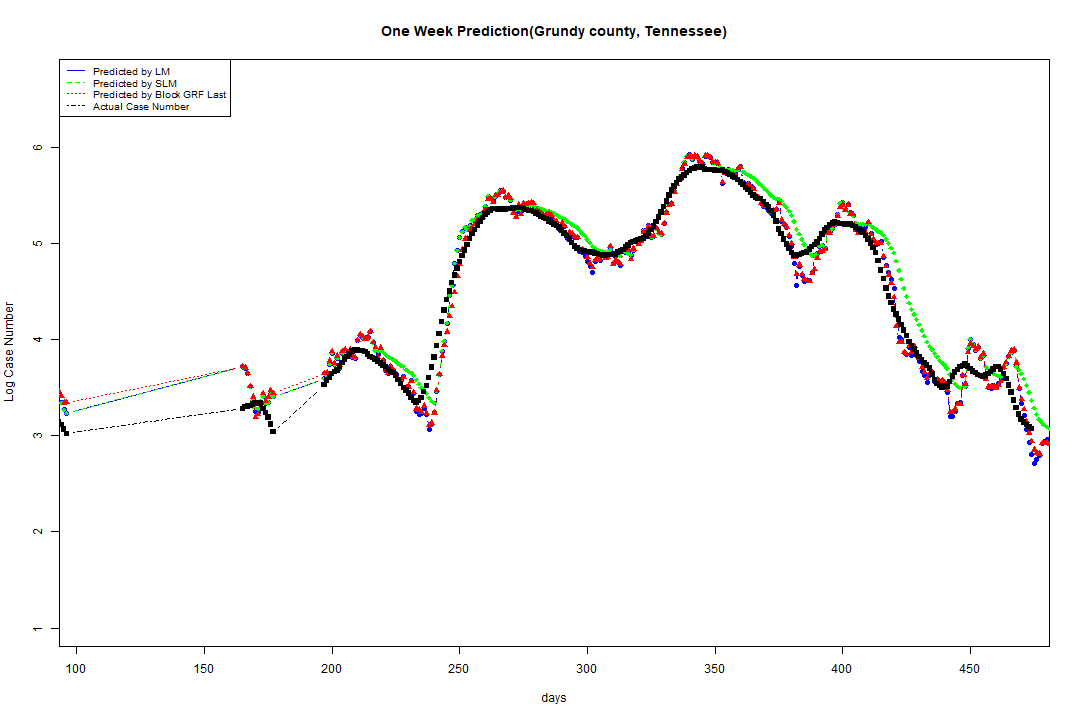 One Week Prediction(Grundy county, Tennessee)
Predicted by LM
Predicted by SLM
Predicted by Block GRF Last
Actual Case Number
Log Case Number
6
5
4
3
2
1
100 150 200 250 300 350 400 450
days